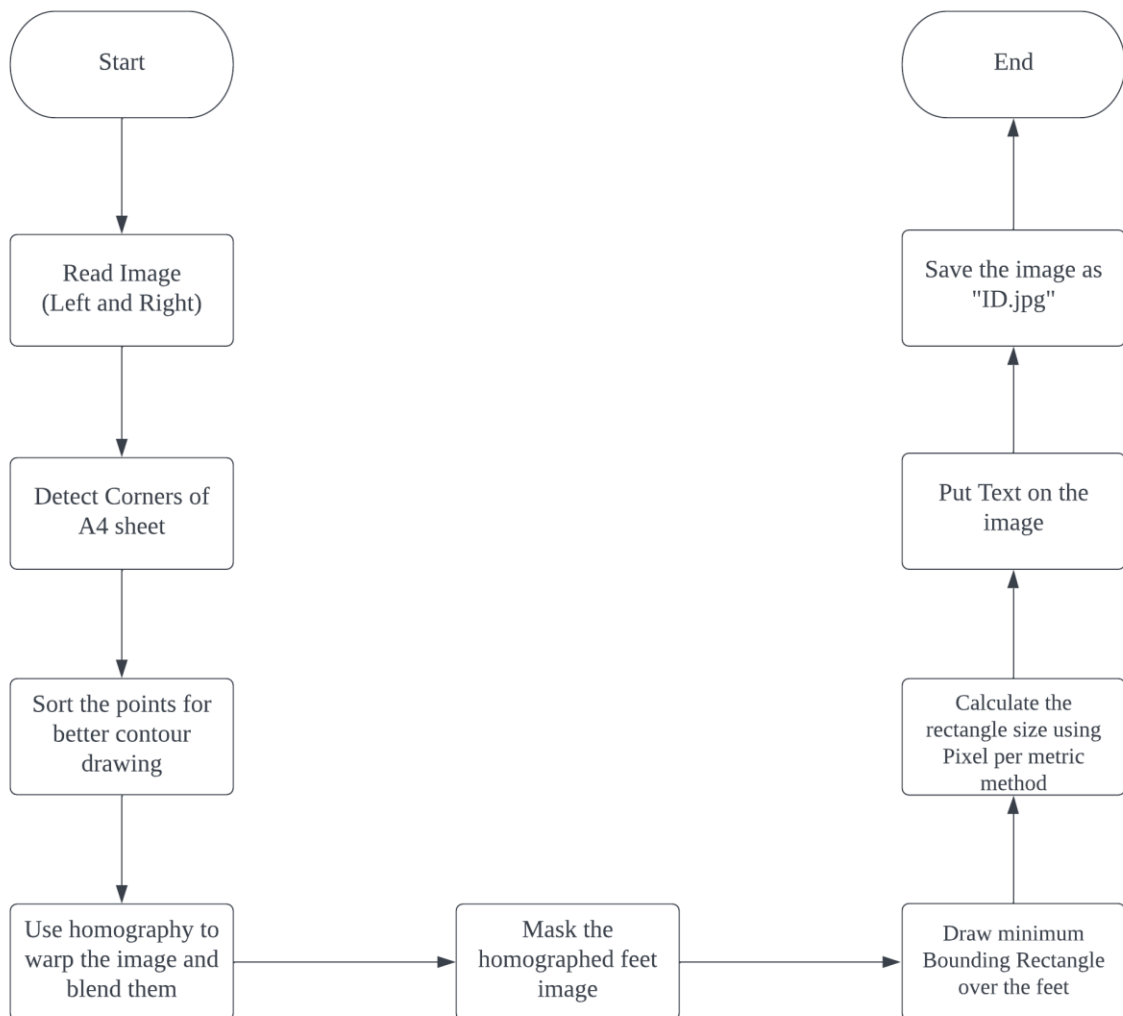 Start
Read Image
(Left and Right)
Detect Corners of
A4 sheet
Sort the points for
better contour
drawing
Use homography to
warp the image and
blend them
Mask the
homographed feet
image
Draw minimum
Bounding Rectangle
over the feet
Calculate the
rectangle size using
Pixel per metric
method
Put Text on the
image
Save the image as
"ID.jpg"
End